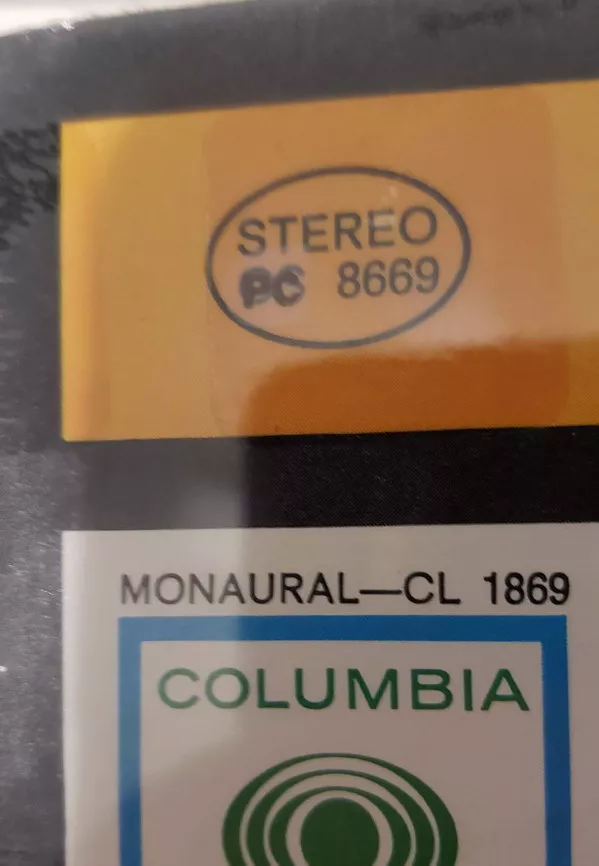 STEREO
PC 8669
MONAURAL—CL 1869
COLUMBIA